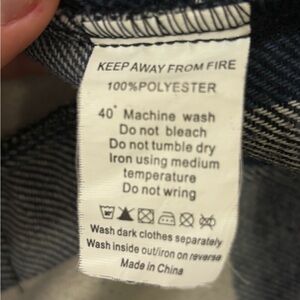 KEEP AWAY FROM FIRE
100%POLYESTER
40° Machine wash
Do not bleach
Do not tumble dry
Iron using medium
temperature
Do not wring
Wash dark clothes separately
Wash inside out/iron on reverse
Made in China